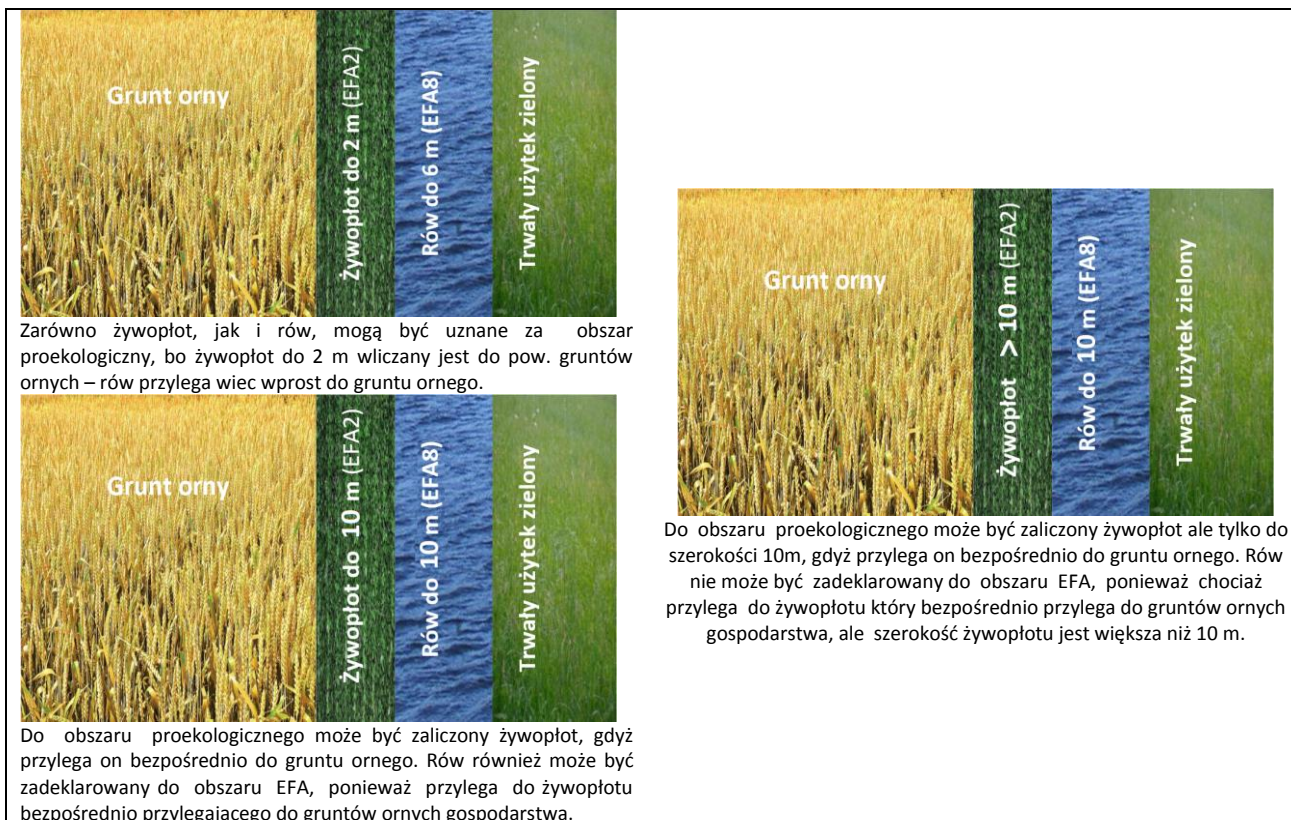 Grunt orny
Żywopłot do 2 m (EFA2)
Rów do 6 m (EFA8)
Trwały użytek zielony
Zarówno żywopłot, jak i rów, mogą być uznane za obszar
proekologiczny, bo żywopłot do 2 m wliczany jest do pow. gruntów
ornych – rów przylega wiec wprost do gruntu ornego.
Grunt orny
Żywopłot do 10 m (EFA2)
Rów do 10 m (EFA8)
Trwały użytek zielony
Do obszaru proekologicznego może być zaliczony żywopłot, gdyż
przylega on bezpośrednio do gruntu ornego. Rów również może być
zadeklarowany do obszaru EFA, ponieważ przylega do żywopłotu
bezpośrednio przylegającego do gruntów ornych gospodarstwa.
Grunt orny
Żywopłot > 10 m (EFA2)
Rów do 10 m (EFA8)
Trwały użytek zielony
Do obszaru proekologicznego może być zaliczony żywopłot ale tylko do
szerokości 10m, gdyż przylega on bezpośrednio do gruntu ornego. Rów
nie może być zadeklarowany do obszaru EFA, ponieważ chociaż
przylega do żywopłotu który bezpośrednio przylega do gruntów ornych
gospodarstwa, ale szerokość żywopłotu jest większa niż 10 m.